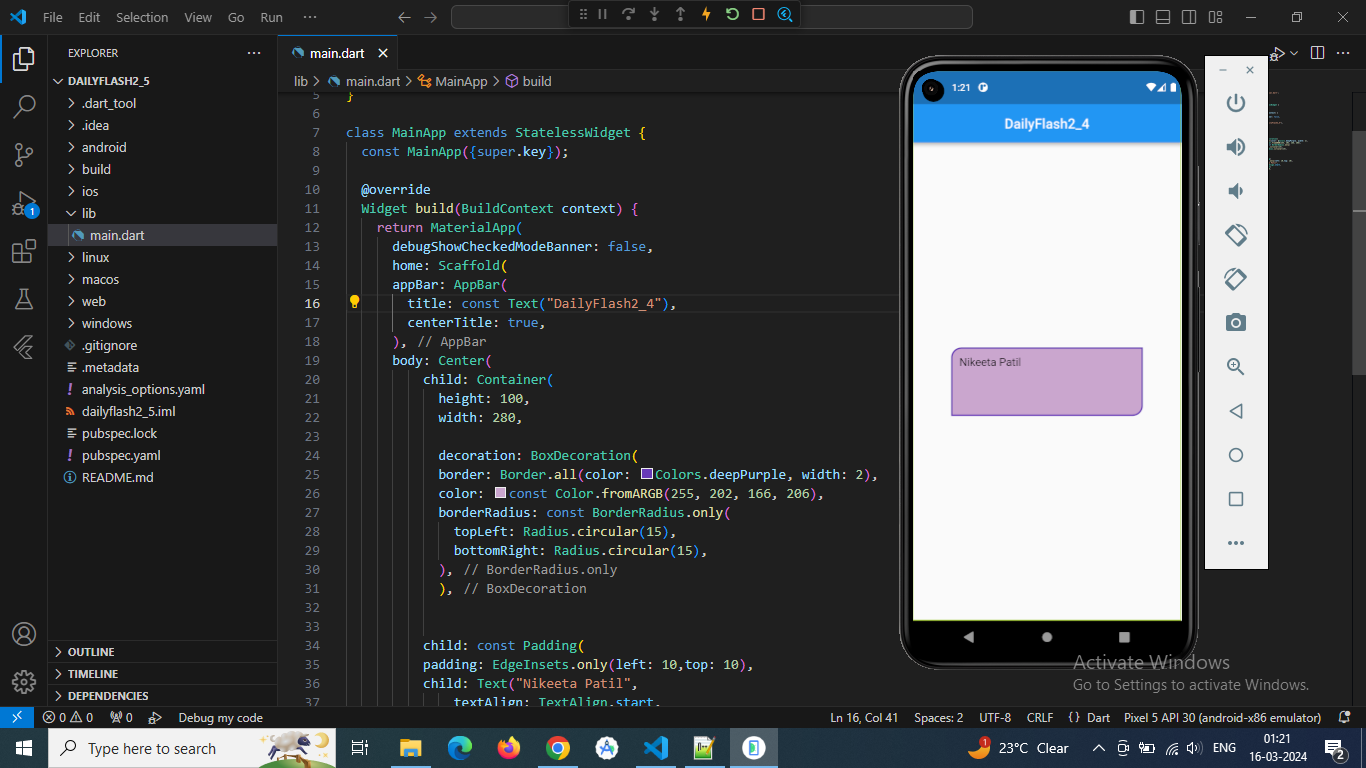 File Edit Selection View Go Run ···
EXPLORER ···
DAILYFLASH2_5
.dart_tool
.idea
android
build
ios
lib
main.dart
linux
macos
web
windows
.gitignore
.metadata
analysis_options.yaml
dailyflash2_5.iml
pubspec.lock
pubspec.yaml
README.md
OUTLINE
TIMELINE
DEPENDENCIES
1
main.dart
lib > main.dart > MainApp > build
5 }
6
7 class MainApp extends StatelessWidget {
8 const MainApp({super.key});
9
10 @override
11 Widget build(BuildContext context) {
12 return MaterialApp(
13 debugShowCheckedModeBanner: false,
14 home: Scaffold(
15 appBar: AppBar(
16 title: const Text("DailyFlash2_4"),
17 centerTitle: true,
18 ), // AppBar
19 body: Center(
20 child: Container(
21 height: 100,
22 width: 280,
23
24 decoration: BoxDecoration(
25 border: Border.all(color: Colors.deepPurple, width: 2),
26 color: const Color.fromARGB(255, 202, 166, 206),
27 borderRadius: const BorderRadius.only(
28 topLeft: Radius.circular(15),
29 bottomRight: Radius.circular(15),
30 ), // BorderRadius.only
31 ), // BoxDecoration
32
33
34 child: const Padding(
35 padding: EdgeInsets.only(left: 10,top: 10),
36 child: Text("Nikeeta Patil",
37 textAlign: TextAlign.start,
1:21
DailyFlash2_4
Nikeeta Patil
Activate Windows
Go to Settings to activate Windows.
0 0 0 Debug my code Ln 16, Col 41 Spaces: 2 UTF-8 CRLF {} Dart Pixel 5 API 30 (android-x86 emulator)
Type here to search 1 23°C Clear ENG 01:21
16-03-2024
2